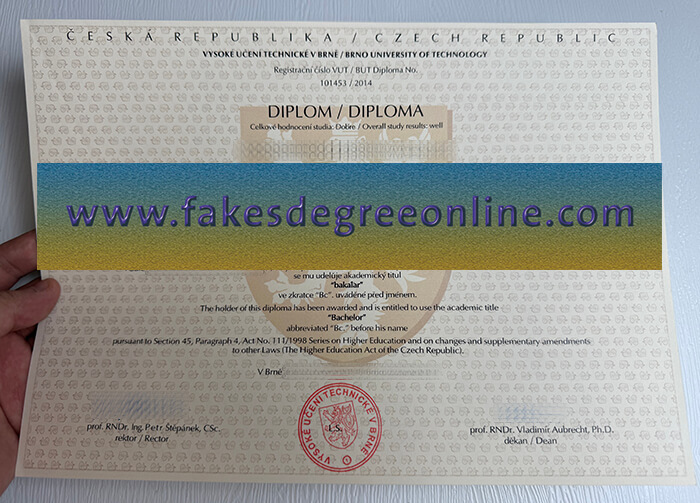 ČESKÁ REPUBLIKA / CZECH REPUBLIC
VYSOKÉ UČENÍ TECHNICKÉ V BRNĚ / BRNO UNIVERSITY OF TECHNOLOGY
Registrační číslo VUT / BUT Diploma No.
101453 / 2014
DIPLOM / DIPLOMA
Celkové hodnocení studia: Dobře / Overall study results: well
www.fakesdegreeonline.com
se mu uděluje akademický titul
"bakalar"
ve zkratce "Bc". uváděné před jménem.
The holder of this diploma has been awarded and is entitled to use the academic title
"Bachelor"
abbreviated "Bc." before his name
pursuant to Section 45, Paragraph 4, Act No. 111/1998 Series on Higher Education and on changes and supplementary amendments
to other Laws (The Higher Education Act of the Czech Republic).
V Brně
VYSOKÉ UČENÍ TECHNICKÉ V BRNĚ
L.S.
prof. RNDr. Ing. Petr Štěpánek, CSc.
rektor / Rector
prof. RNDr. Vladimír Aubrecht, Ph.D.
děkan / Dean